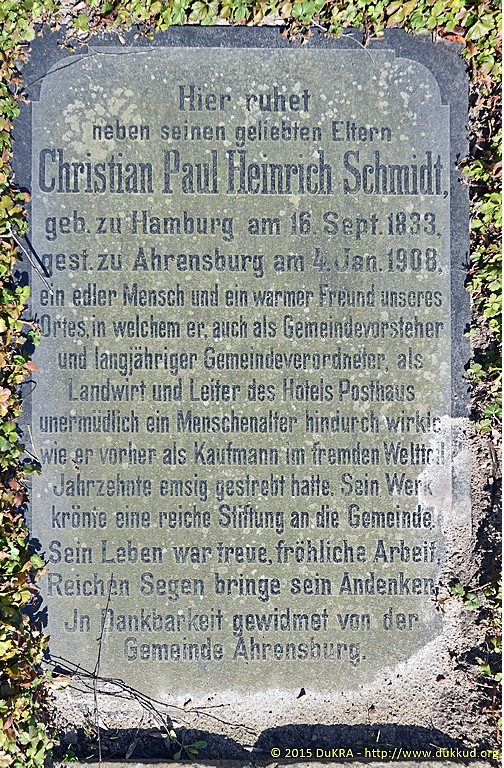 Hier ruhet
neben seinen geliebten Eltern
Christian Paul Heinrich Schmidt,
geb. zu Hamburg am 16. Sept. 1833,
gest. zu Ahrensburg am 4. Jan. 1908,
ein edler Mensch und ein warmer Freund unseres
Ortes, in welchem er, auch als Gemeindevorsteher
und langjähriger Gemeindeverordneter, als
Landwirt und Leiter des Hotels Posthaus
unermüdlich ein Menschenalter hindurch wirkte
wie er vorher als Kaufmann im fremden Weltteil
Jahrzehnte emsig gestrebt hatte. Sein Werk
krönte eine reiche Stiftung an die Gemeinde.
Sein Leben war treue, fröhliche Arbeit,
Reichen Segen bringe sein Andenken.
Jn Dankbarkeit gewidmet von der
Gemeinde Ahrensburg.
© 2015 DuKRA - http://www.dukkud.org